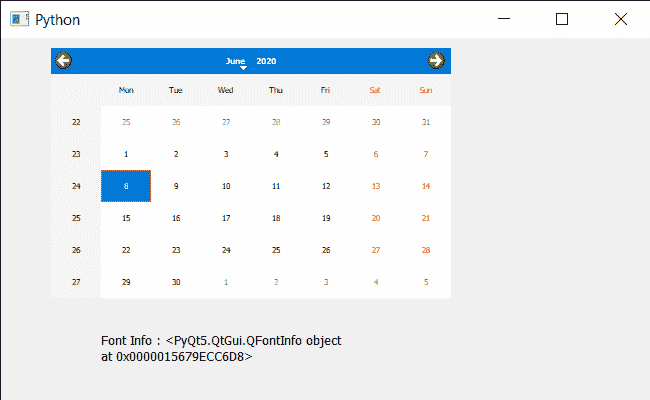 Python
June 2020
Mon Tue Wed Thu Fri Sat Sun
22 25 26 27 28 29 30 31
23 1 2 3 4 5 6 7
24 8 9 10 11 12 13 14
25 15 16 17 18 19 20 21
26 22 23 24 25 26 27 28
27 29 30 1 2 3 4 5
Font Info : <PyQt5.QtGui.QFontInfo object
at 0x0000015679ECC6D8>